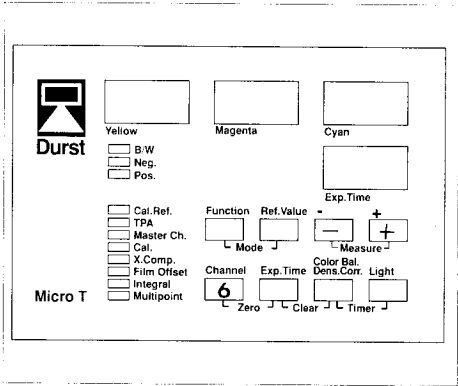 Durst
Yellow
Magenta
Cyan
B/W
Neg.
Pos.
Exp.Time
Cal.Ref.
TPA
Master Ch.
Cal.
X.Comp.
Film Offset
Integral
Multipoint
Function
Ref.Value
-
+
−
+
Mode
Measure
Channel
Exp.Time
Color Bal.
Dens.Corr.
Light
6
Zero
Clear
Timer
Micro T